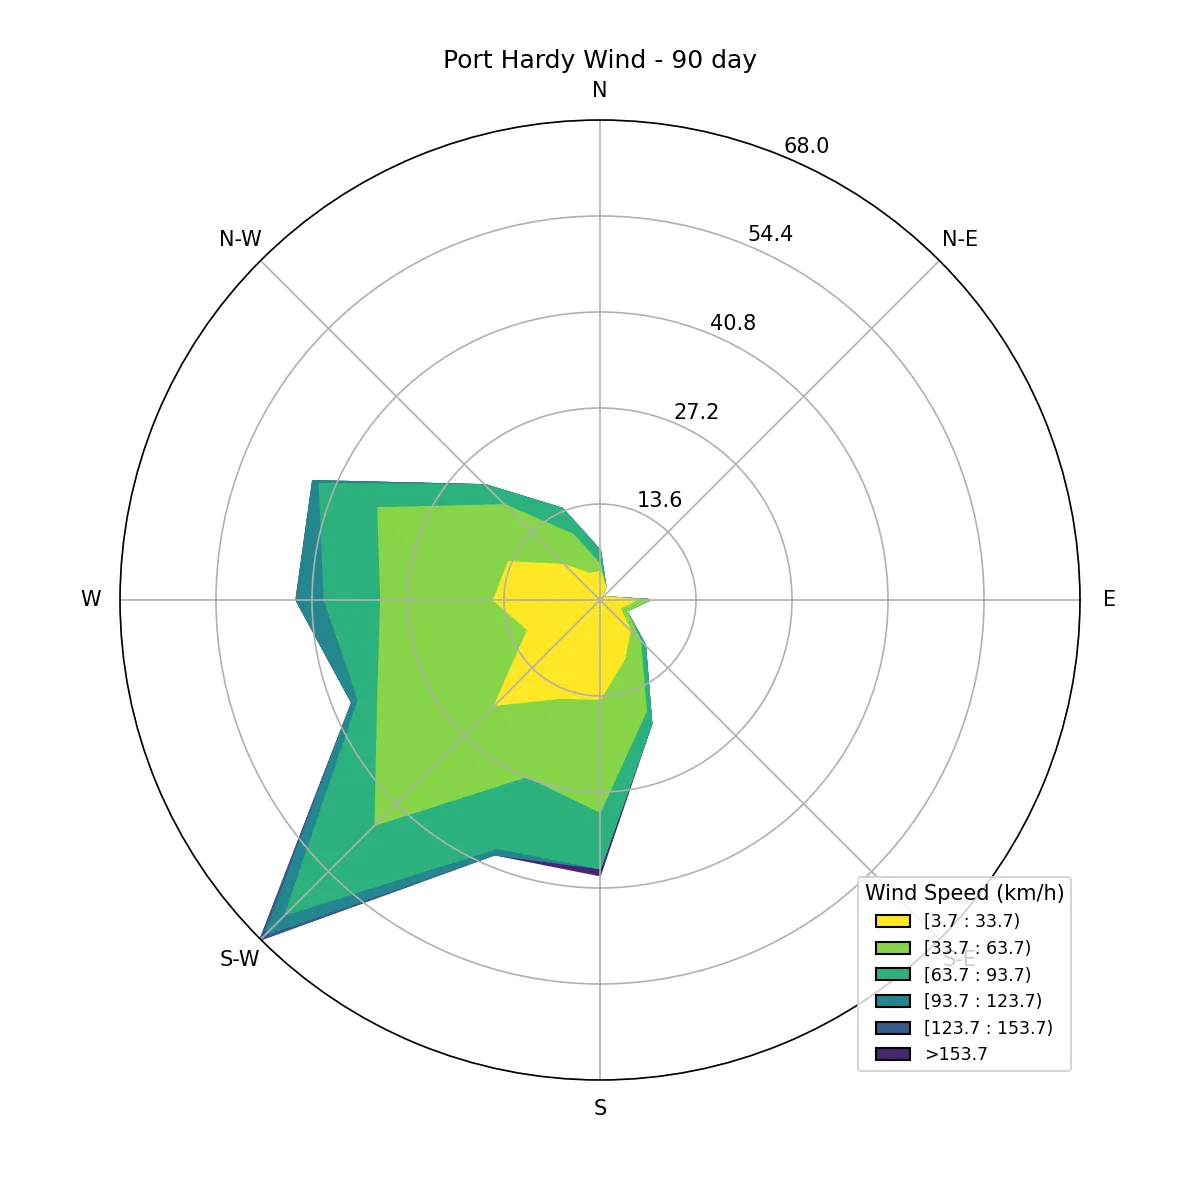 Port Hardy Wind - 90 day
N
68.0
N-W
N-E
54.4
40.8
27.2
13.6
W
E
S-W
S-E
Wind Speed (km/h)
[3.7 : 33.7)
[33.7 : 63.7)
[63.7 : 93.7)
[93.7 : 123.7)
[123.7 : 153.7)
>153.7
S